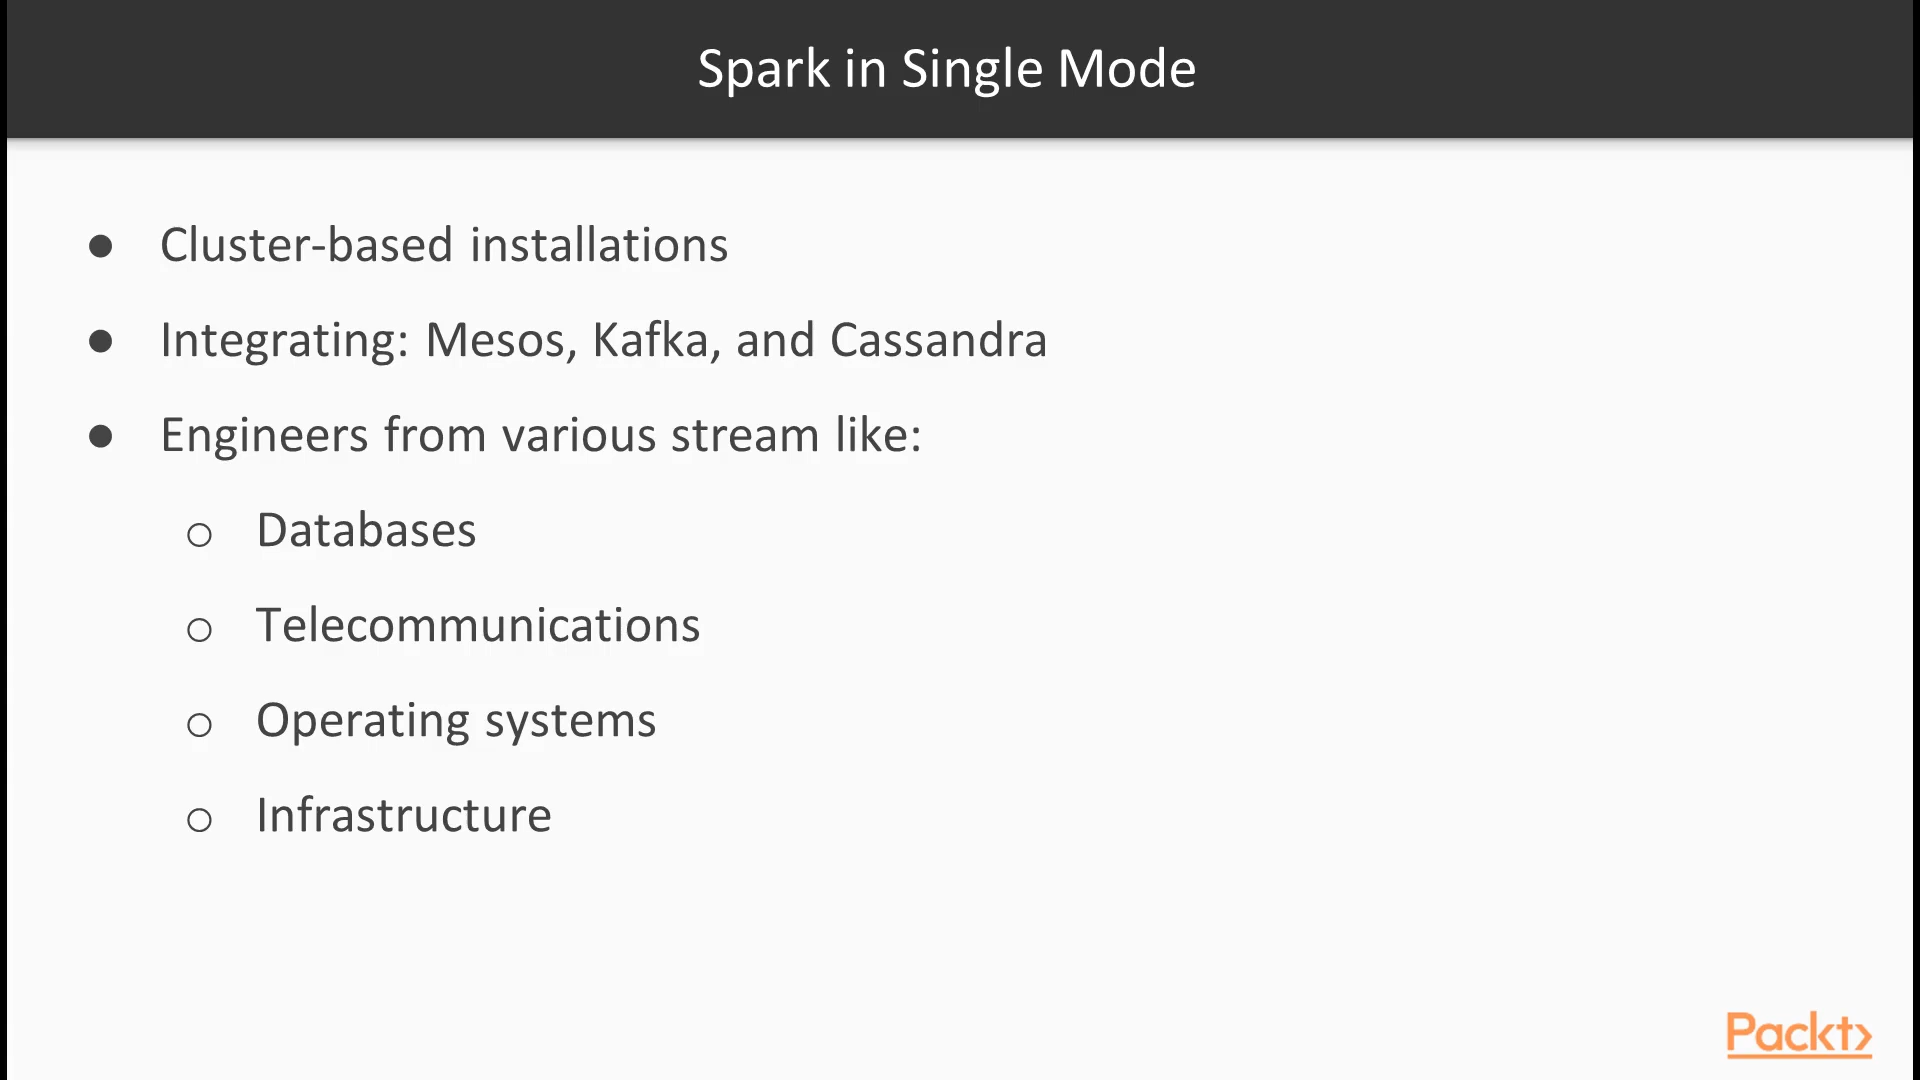 Spark in Single Mode
● Cluster-based installations
● Integrating: Mesos, Kafka, and Cassandra
● Engineers from various stream like:
○ Databases
○ Telecommunications
○ Operating systems
○ Infrastructure
Packt>